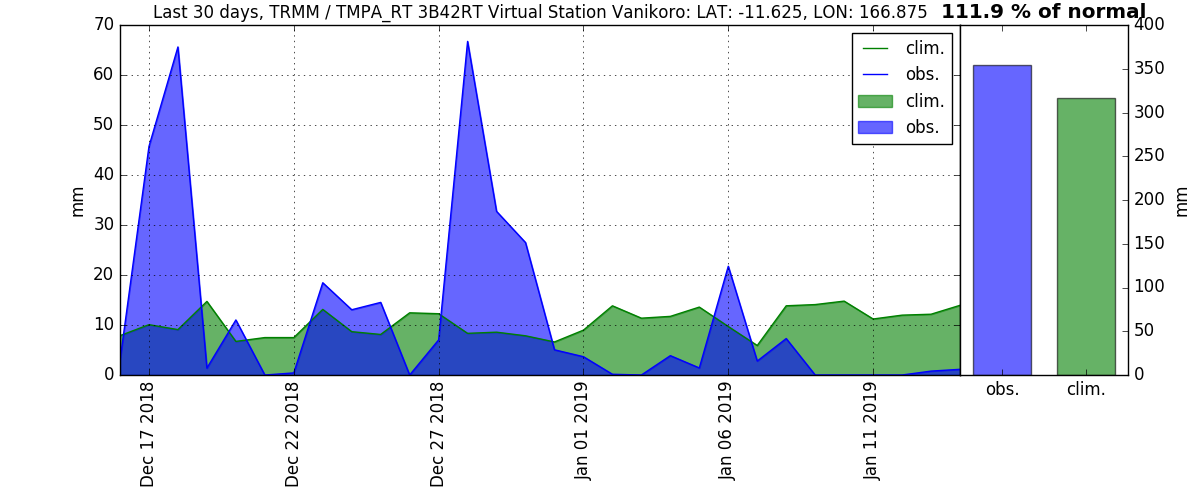 Last 30 days, TRMM / TMPA_RT 3B42RT Virtual Station Vanikoro: LAT: -11.625, LON: 166.875 111.9 % of normal
70
60
50
40
30
20
10
0
mm
clim.
obs.
clim.
obs.
Dec 17 2018
Dec 22 2018
Dec 27 2018
Jan 01 2019
Jan 06 2019
Jan 11 2019
400
350
300
250
200
150
100
50
0
mm
obs.
clim.